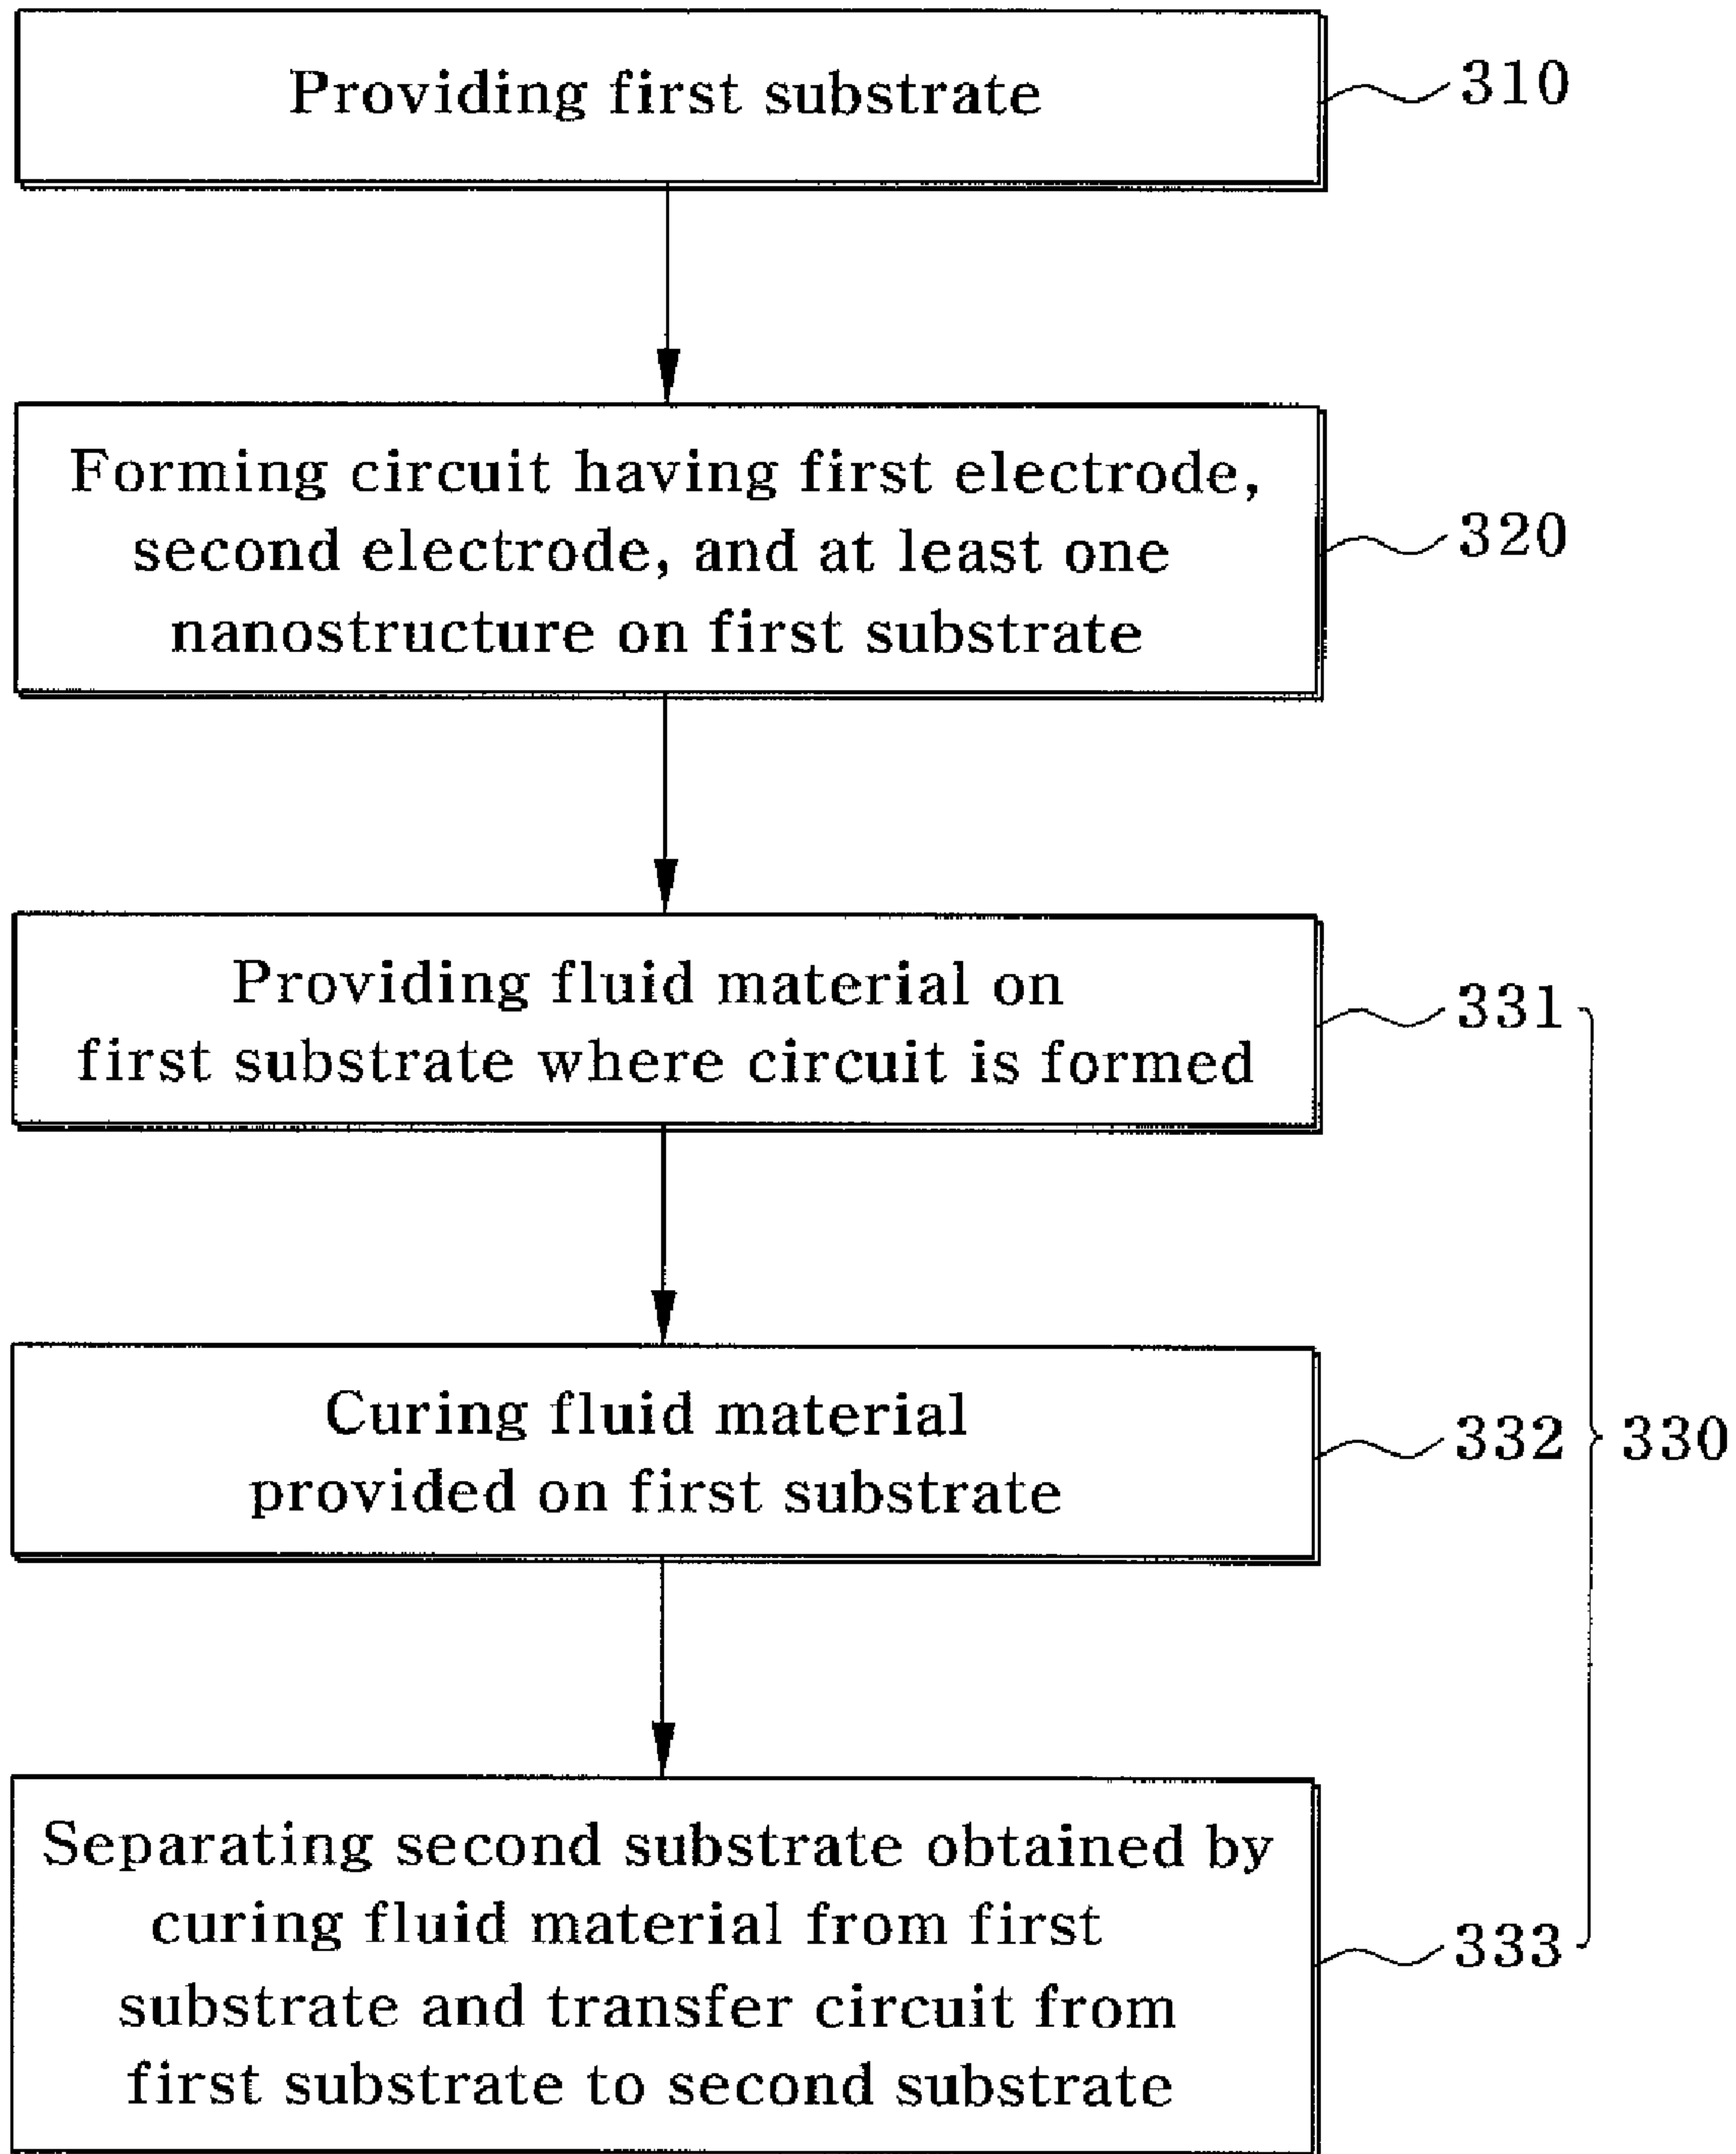 Providing first substrate
310
Forming circuit having first electrode,
second electrode, and at least one
nanostructure on first substrate
320
Providing fluid material on
first substrate where circuit is formed
331
Curing fluid material
provided on first substrate
332
330
Separating second substrate obtained by
curing fluid material from first
substrate and transfer circuit from
first substrate to second substrate
333